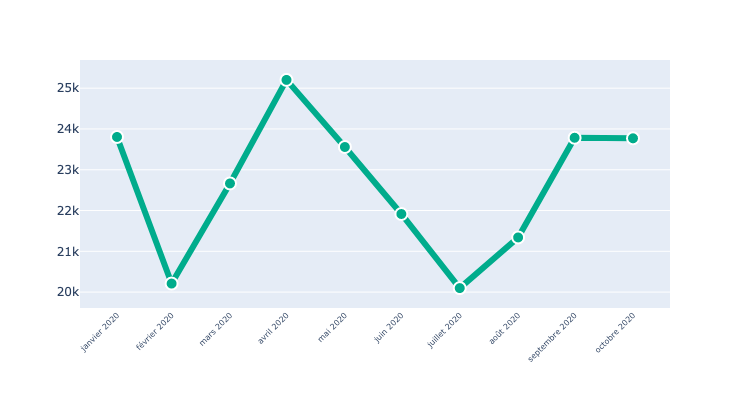 25k
24k
23k
22k
21k
20k
janvier 2020
février 2020
mars 2020
avril 2020
mai 2020
juin 2020
juillet 2020
août 2020
septembre 2020
octobre 2020